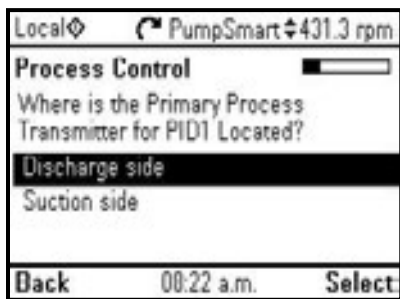 Local PumpSmart 431.3 rpm
Process Control
Where is the Primary Process
Transmitter for PID1 Located?
Discharge side
Suction side
Back 08:22 a.m. Select